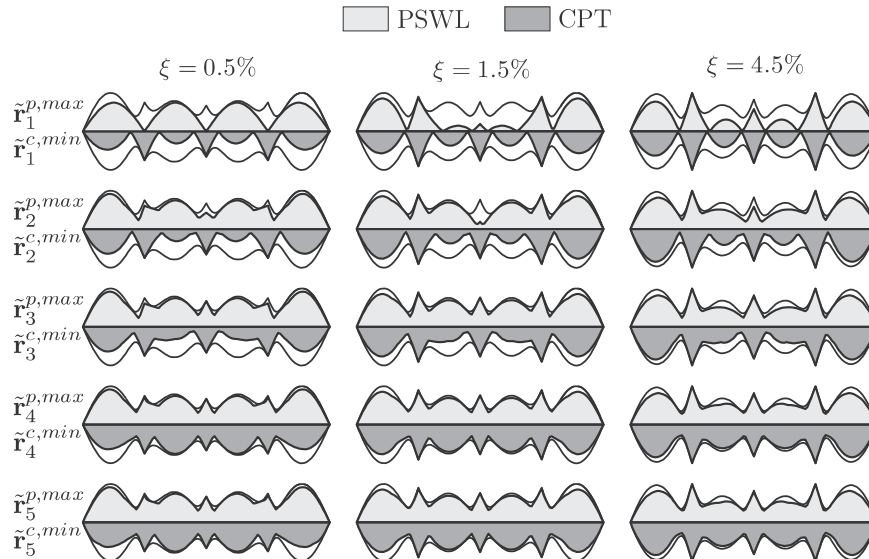 PSWL CPT
ξ = 0.5% ξ = 1.5% ξ = 4.5%
r̃₁^{p,max}
r̃₁^{c,min}
r̃₂^{p,max}
r̃₂^{c,min}
r̃₃^{p,max}
r̃₃^{c,min}
r̃₄^{p,max}
r̃₄^{c,min}
r̃₅^{p,max}
r̃₅^{c,min}